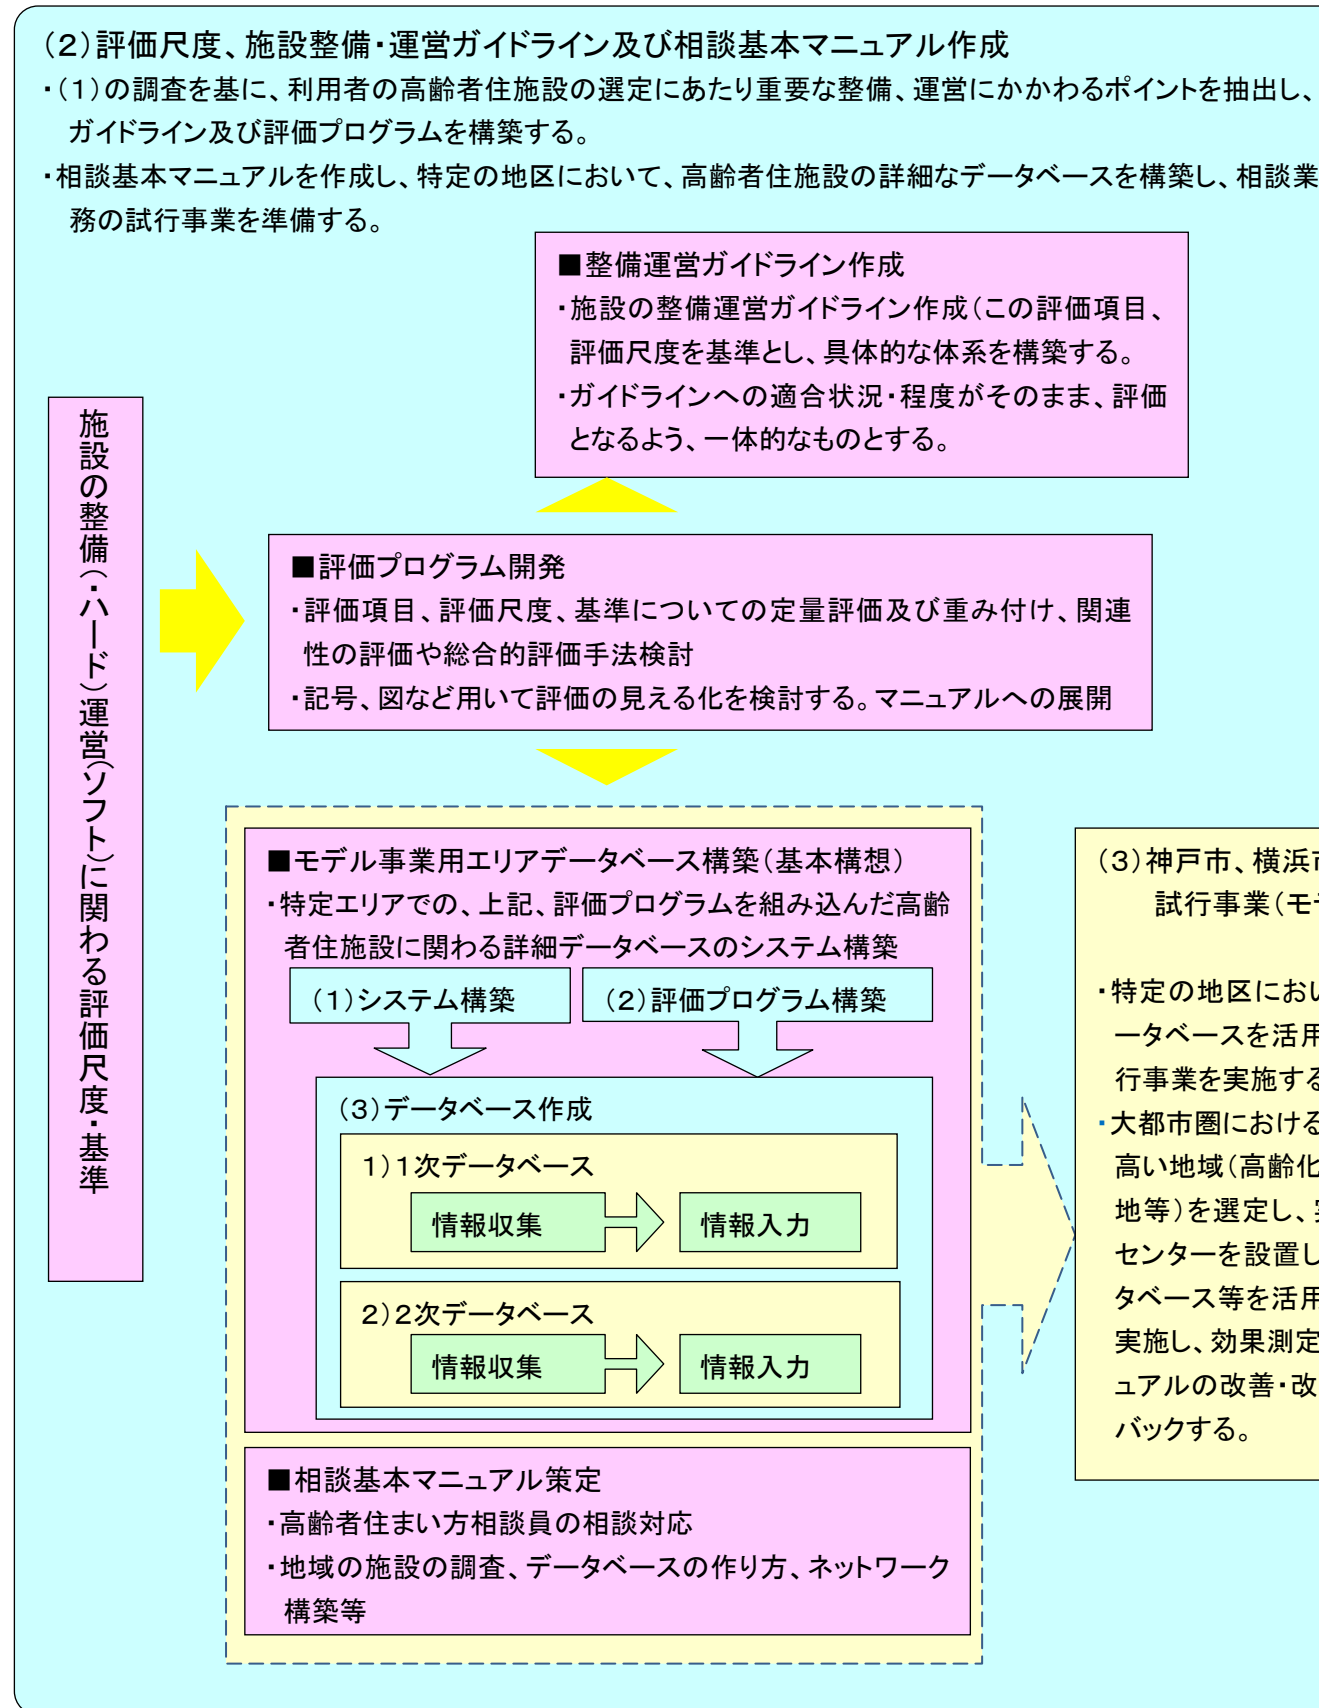 （２）評価尺度、施設整備・運営ガイドライン及び相談基本マニュアル作成
・（１）の調査を基に、利用者の高齢者住施設の選定にあたり重要な整備、運営にかかわるポイントを抽出し、
ガイドライン及び評価プログラムを構築する。
・相談基本マニュアルを作成し、特定の地区において、高齢者住施設の詳細なデータベースを構築し、相談業
務の試行事業を準備する。
■整備運営ガイドライン作成
・施設の整備運営ガイドライン作成（この評価項目、
評価尺度を基準とし、具体的な体系を構築する。
・ガイドラインへの適合状況・程度がそのまま、評価
となるよう、一体的なものとする。
施設の整備（・ハード）運営（ソフト）に関わる評価尺度・基準
■評価プログラム開発
・評価項目、評価尺度、基準についての定量評価及び重み付け、関連
性の評価や総合的評価手法検討
・記号、図など用いて評価の見える化を検討する。マニュアルへの展開
■モデル事業用エリアデータベース構築（基本構想）
・特定エリアでの、上記、評価プログラムを組み込んだ高齢
者住施設に関わる詳細データベースのシステム構築
（１）システム構築
（２）評価プログラム構築
（３）データベース作成
１）１次データベース
情報収集
情報入力
２）２次データベース
情報収集
情報入力
■相談基本マニュアル策定
・高齢者住まい方相談員の相談対応
・地域の施設の調査、データベースの作り方、ネットワーク
構築等
（３）神戸市、横浜
試行事業（モ
・特定の地区にお
ータベースを活用
行事業を実施する
・大都市圏における
高い地域（高齢化
地等）を選定し、
センターを設置し
タベース等を活用
実施し、効果測定
ュアルの改善・改
バックする。